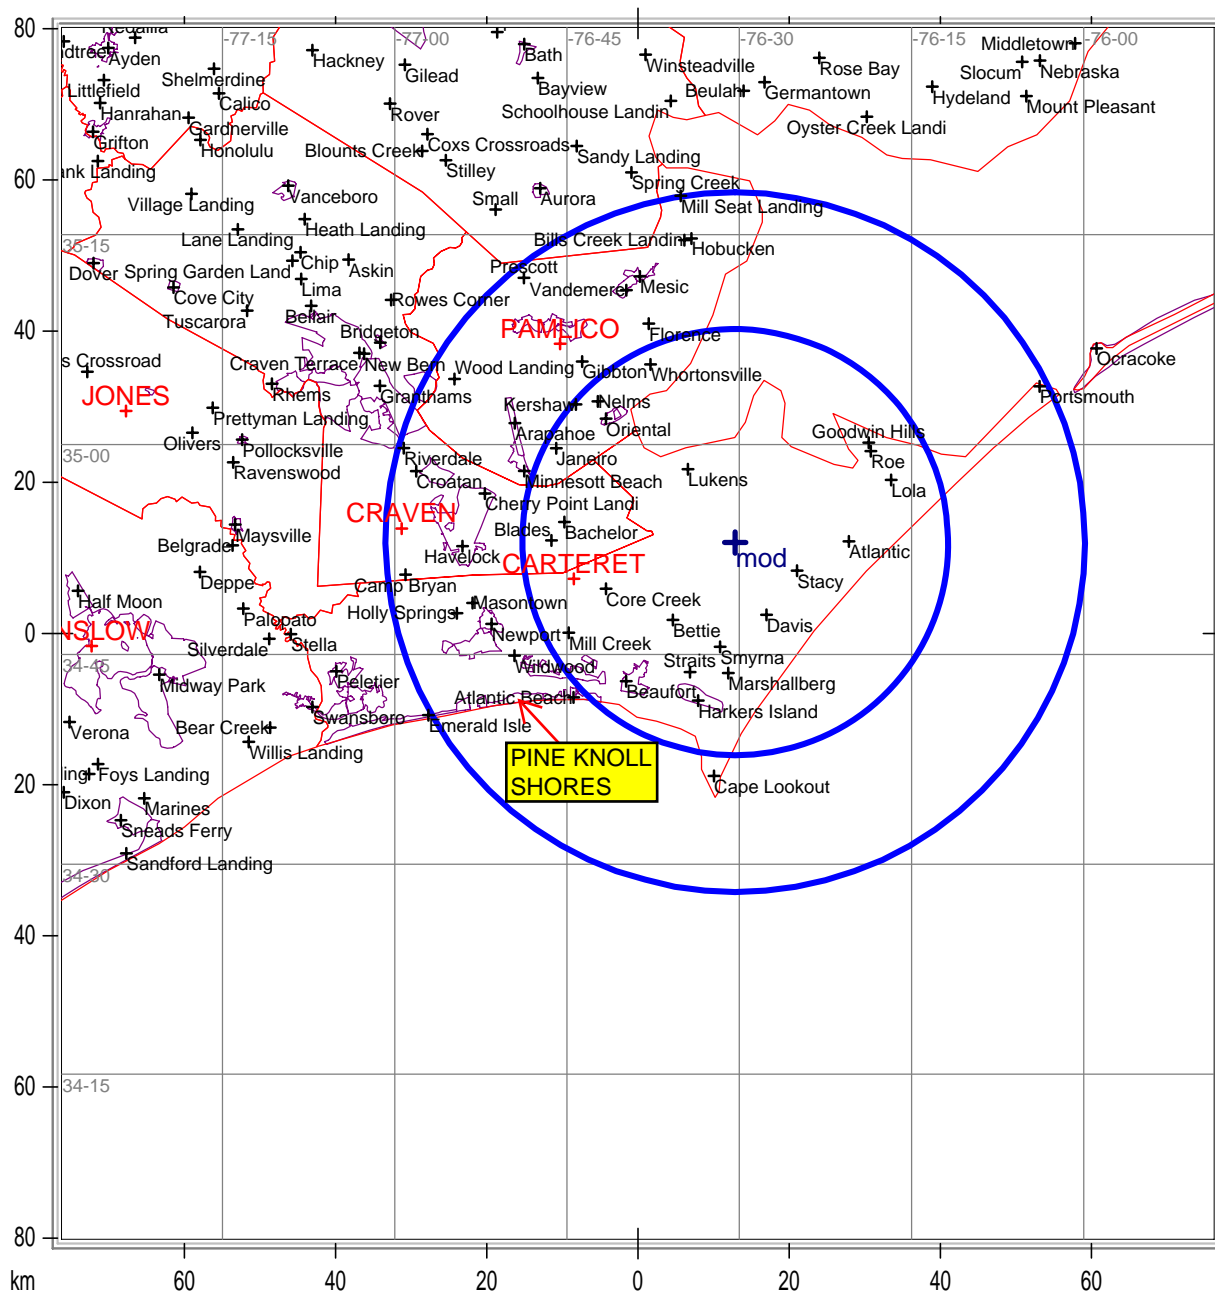 80
-77-15
-77-00
-76-45
-76-30
-76-15
-76-00
Ayden
Hackney
Bath
Winsteadville
Rose Bay
Middletown
Slocum
Nebraska
Littlefield
Shelmerdine
Calico
Gilead
Bayview
Beulah
Germantown
Hydeland
Mount Pleasant
Hanrahan
Gardnerville
Rover
Schoolhouse Landin
Oyster Creek Landi
Grifton
Honolulu
Blounts Creek
Coxs Crossroads
Sandy Landing
ank Landing
Stilley
60
Village Landing
Vanceboro
Small
Aurora
Spring Creek
Mill Seat Landing
Lane Landing
Heath Landing
Bills Creek Landin
Hobucken
35-15
Dover
Spring Garden Land
Chip
Askin
Prescott
Cove City
Lima
Rowes Corner
Vandemere
Mesic
Tuscarora
Belfair
40
Bridgeton
PAMLICO
Florence
Ocracoke
s Crossroad
Craven Terrace
New Bern
Wood Landing
Gibbton
Whortonsville
JONES
Rhems
Granthams
Portsmouth
Prettyman Landing
Kershaw
Nelms
Oriental
Olivers
Pollocksville
Arapahoe
Goodwin Hills
35-00
Ravenswood
Riverdale
Janeiro
Roe
20
Croatan
Minnesott Beach
Lukens
Lola
CRAVEN
Cherry Point Landi
Maysville
Blades
Bachelor
Belgrade
Havelock
CARTERET
mod
Atlantic
Deppe
Camp Bryan
Stacy
Half Moon
Palopato
Holly Springs
Masontown
Core Creek
0
NSLOW
Silverdale
Stella
Newport
Mill Creek
Bettie
Davis
34-45
Midway Park
Peletier
Wildwood
Straits
Smyrna
Beaufort
Marshallberg
Verona
Bear Creek
Swansboro
Emerald Isle
Atlantic Beach
Harkers Island
Willis Landing
PINE KNOLL
SHORES
ing
Foys Landing
20
Dixon
Marines
Cape Lookout
Sneads Ferry
Sandford Landing
34-30
40
34-15
60
80
km
60
40
20
0
20
40
60